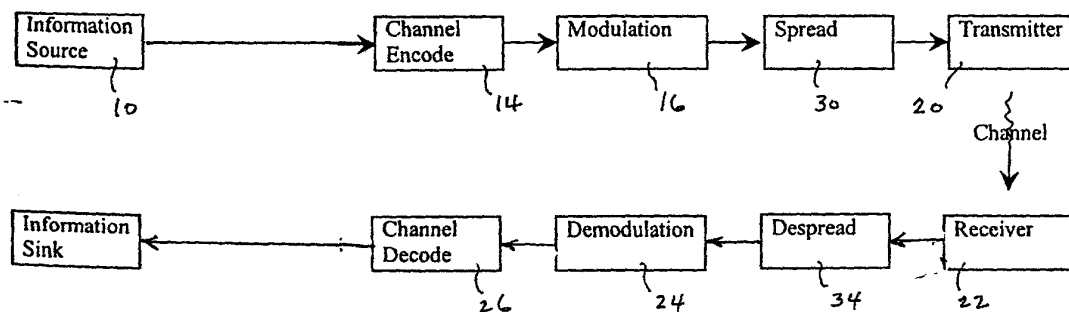 Information
Source
Channel
Encode
Modulation
Spread
Transmitter
10
14
16
30
20
Channel
Information
Sink
Channel
Decode
Demodulation
Despread
Receiver
26
24
34
22